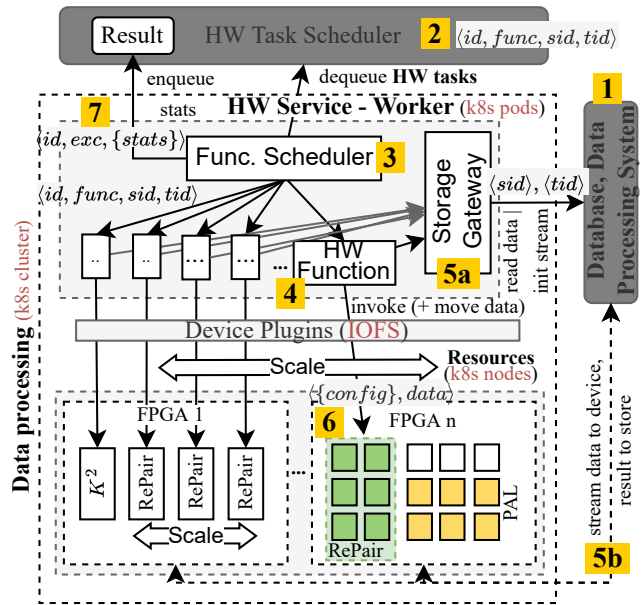 Result
HW Task Scheduler
2
⟨id, func, sid, tid⟩
enqueue
dequeue HW tasks
7
stats
HW Service - Worker (k8s pods)
1
⟨id, exc, {stats}⟩
Func. Scheduler
3
⟨id, func, sid, tid⟩
Storage
Gateway
5a
⟨sid⟩, ⟨tid⟩
Database, Data
Processing System
read data |
init stream
..
..
...
...
...
HW
Function
4
invoke (+ move data)
Device Plugins (IOFS)
Scale
Resources
(k8s nodes)
Data processing (k8s cluster)
⟨{config}, data⟩
FPGA 1
6
FPGA n
K²
RePair
RePair
RePair
...
Scale
RePair
PAL
stream data to device,
result to store
5b